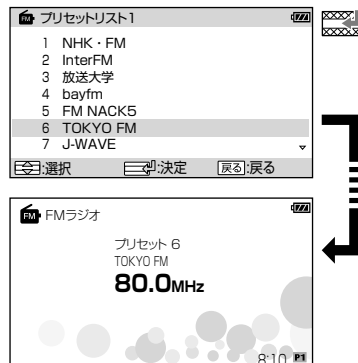 FM プリセットリスト1
1 NHK・FM
2 InterFM
3 放送大学
4 bayfm
5 FM NACK5
6 TOKYO FM
7 J-WAVE
:選択 :決定 戻る:戻る
FM FMラジオ
プリセット 6
TOKYO FM
80.0MHz
8:10 P1